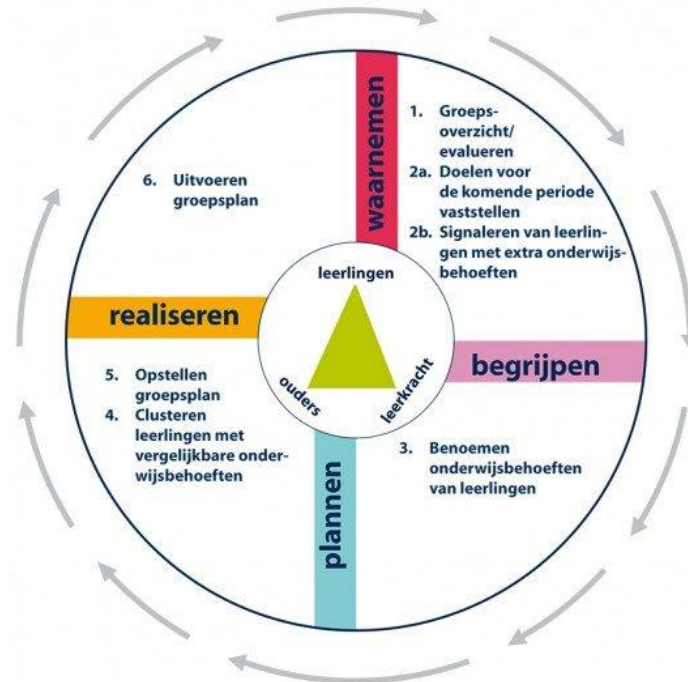 waarnemen
1. Groeps-
overzicht/
evalueren
2a. Doelen voor
de komende periode
vaststellen
2b. Signaleren van leerlin-
gen met extra onderwijs-
behoeften
begrijpen
3. Benoemen
onderwijsbehoeften
van leerlingen
plannen
5. Opstellen
groepsplan
4. Clusteren
leerlingen met
vergelijkbare onder-
wijsbehoeften
realiseren
6. Uitvoeren
groepsplan
leerlingen
ouders
leerkracht